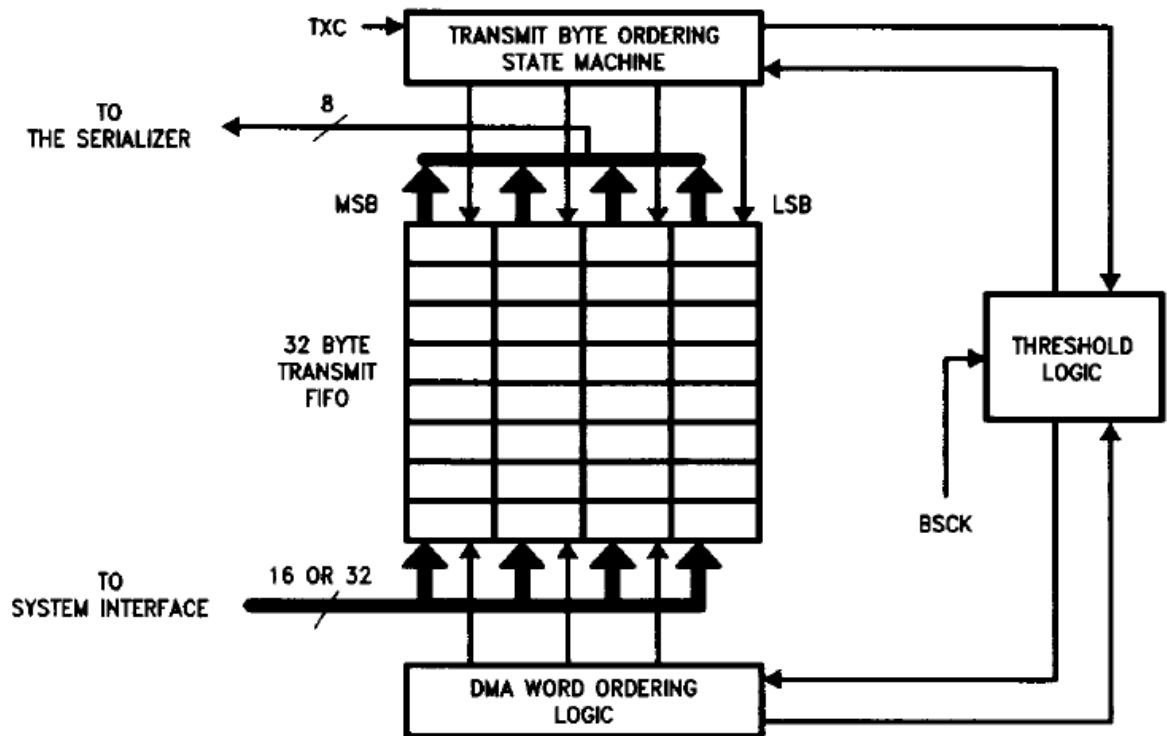 TXC
TRANSMIT BYTE ORDERING
STATE MACHINE
8
TO
THE SERIALIZER
MSB
LSB
32 BYTE
TRANSMIT
FIFO
THRESHOLD
LOGIC
BSCK
16 OR 32
TO
SYSTEM INTERFACE
DMA WORD ORDERING
LOGIC